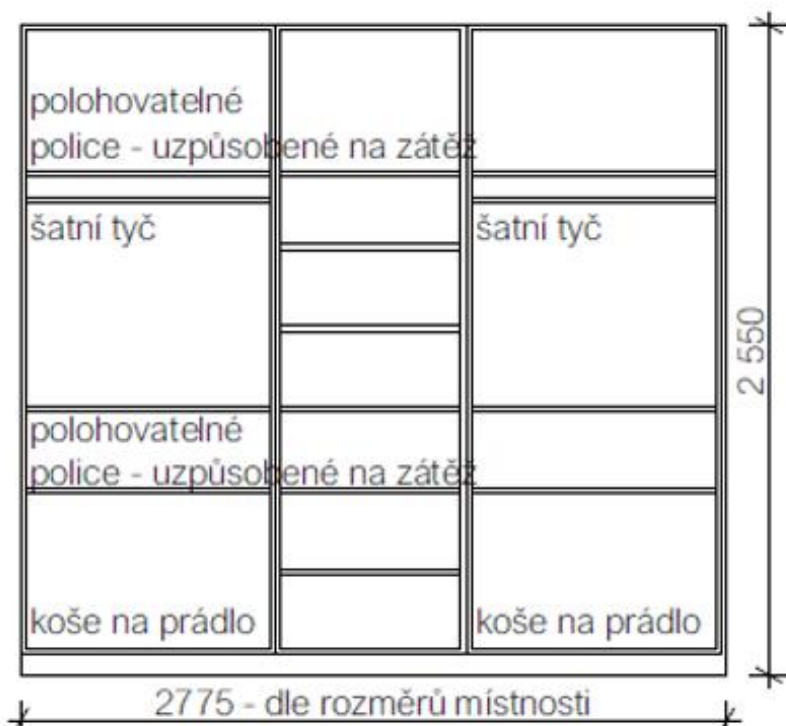 polohovatelné
police - uzpůsobené na zátěž
šatní tyč
šatní tyč
2 550
polohovatelné
police - uzpůsobené na zátěž
koše na prádlo
koše na prádlo
2775 - dle rozměrů místnosti